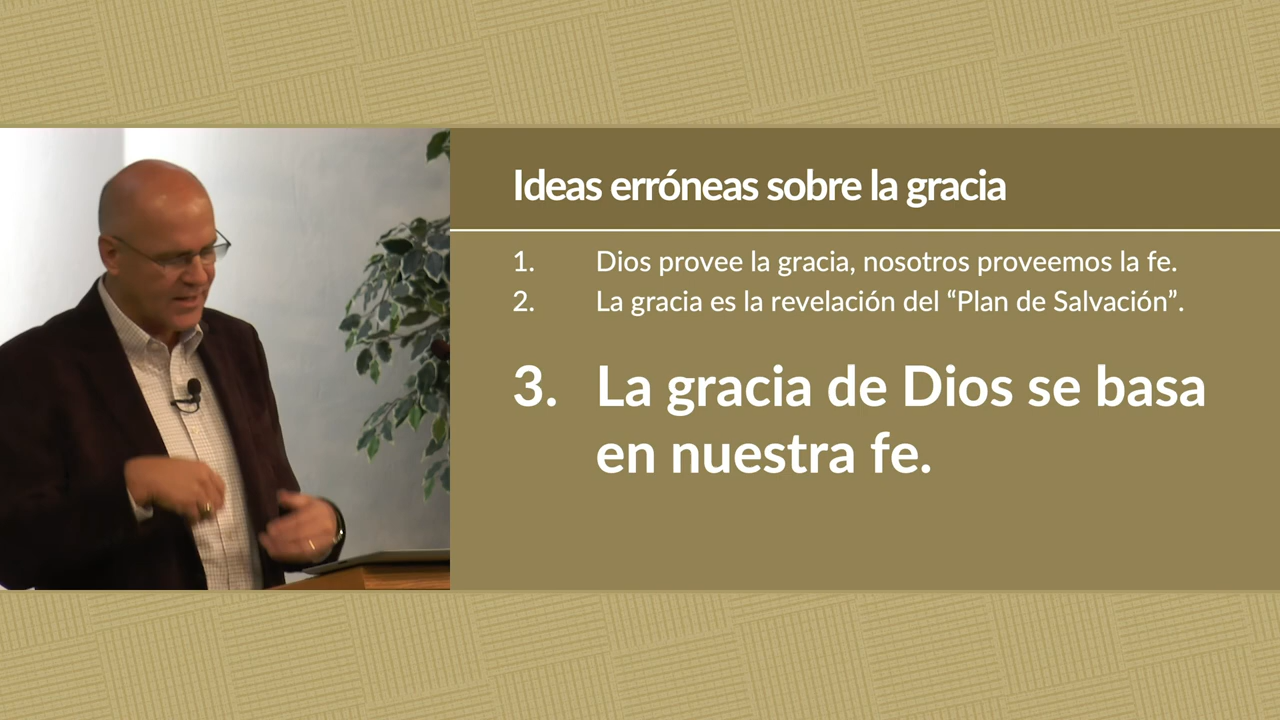 Ideas erróneas sobre la gracia
1. Dios provee la gracia, nosotros proveemos la fe.
2. La gracia es la revelación del “Plan de Salvación”.
3. La gracia de Dios se basa
en nuestra fe.